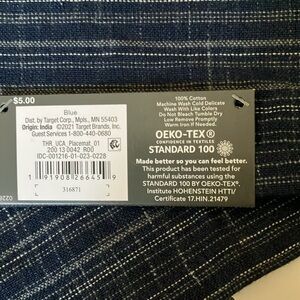 $5.00
Blue
Dist. by Target Corp., Mpls., MN 55403
Origin: India ©2021 Target Brands, Inc.
Guest Services 1-800-440-0680
THR_UCA_Placemat_01
200 13 0042 R00
IDC-001216-01-023-0228
1 91908 26645 9
316871
100% Cotton
Machine Wash Cold Delicate
Wash With Like Colors
Do Not Bleach Tumble Dry
Low Remove Promptly
Warm Iron If Needed.
OEKO-TEX®
CONFIDENCE IN TEXTILES
STANDARD 100
Made better so you can feel better.
This product has been tested for
harmful substances using the
STANDARD 100 BY OEKO-TEX®.
Institute HOHENSTEIN HTTI/
Certificate 17.HIN.21479